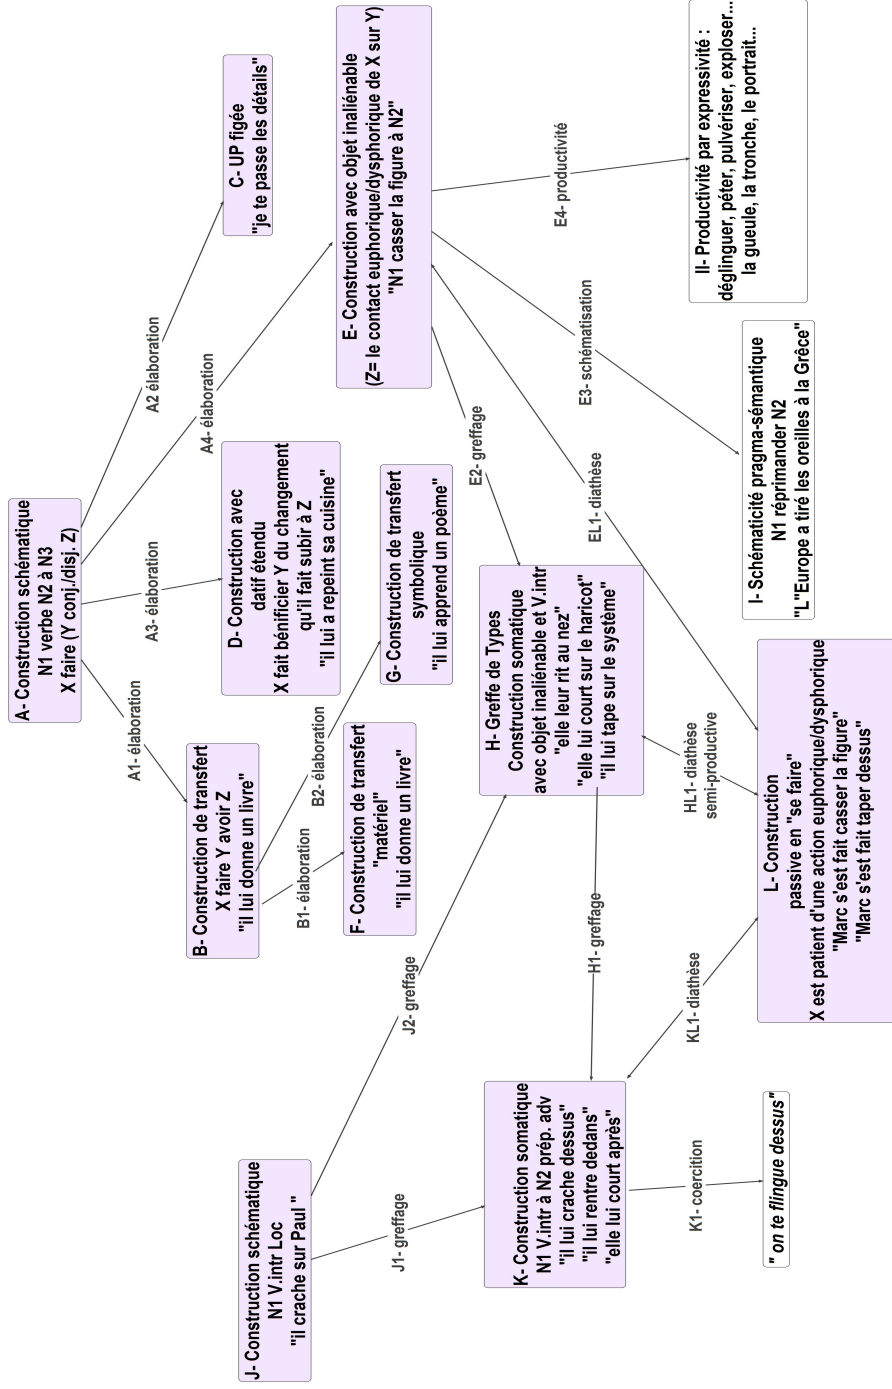 A- Construction schématique
N1 verbe N2 à N3
X faire (Y conj./disj. Z)
A1- élaboration
A3- élaboration
A4- élaboration
A2 élaboration
C- UP figée
"je te passe les détails"
B- Construction de transfert
X faire Y avoir Z
"il lui donne un livre"
D- Construction avec
datif étendu
X fait bénificier Y du changement
qu'il fait subir à Z
"il lui a repeint sa cuisine"
E- Construction avec objet inaliénable
(Z= le contact euphorique/dysphorique de X sur Y)
"N1 casser la figure à N2"
B1- élaboration
B2- élaboration
F- Construction de transfert
"matériel"
"il lui donne un livre"
G- Construction de transfert
symbolique
"il lui apprend un poème"
J- Construction schématique
N1 V.intr Loc
"il crache sur Paul "
J1- greffage
J2- greffage
E2- greffage
EL1- diathèse
E3- schématisation
E4- productivité
H- Greffe de Types
Construction somatique
avec objet inaliénable et V.intr
"elle leur rit au nez"
"elle lui court sur le haricot"
"il lui tape sur le système"
H1- greffage
K- Construction somatique
N1 V.intr à N2 prép. adv
"il lui crache dessus"
"il lui rentre dedans"
"elle lui court après"
K1- coercition
KL1- diathèse
HL1- diathèse
semi-productive
I- Schématicité pragma-sémantique
N1 réprimander N2
"L"Europe a tiré les oreilles à la Grèce"
II- Productivité par expressivité :
déglinguer, péter, pulvériser, exploser...
la gueule, la tronche, le portrait...
" on te flingue dessus"
L- Construction
passive en "se faire"
X est patient d'une action euphorique/dysphorique
"Marc s'est fait casser la figure"
"Marc s'est fait taper dessus"